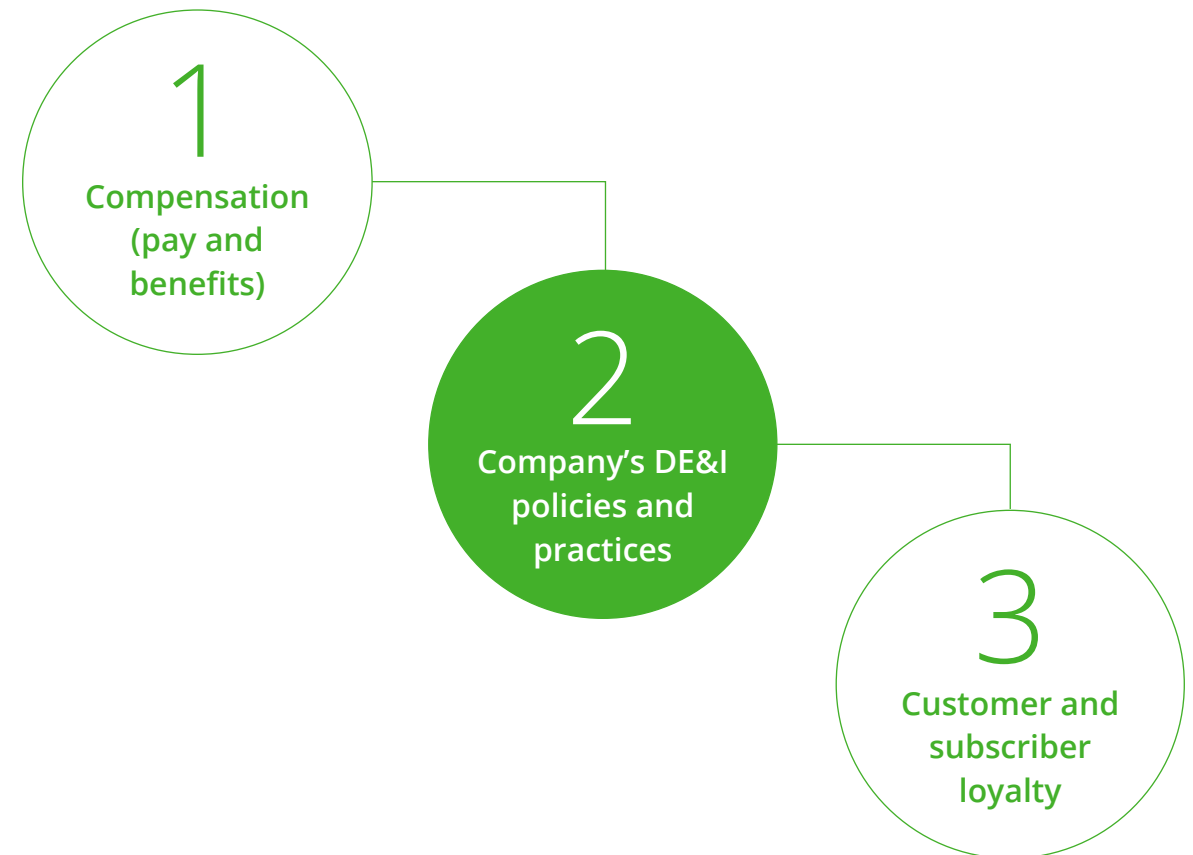 1
Compensation
(pay and
benefits)
2
Company’s DE&I
policies and
practices
3
Customer and
subscriber
loyalty